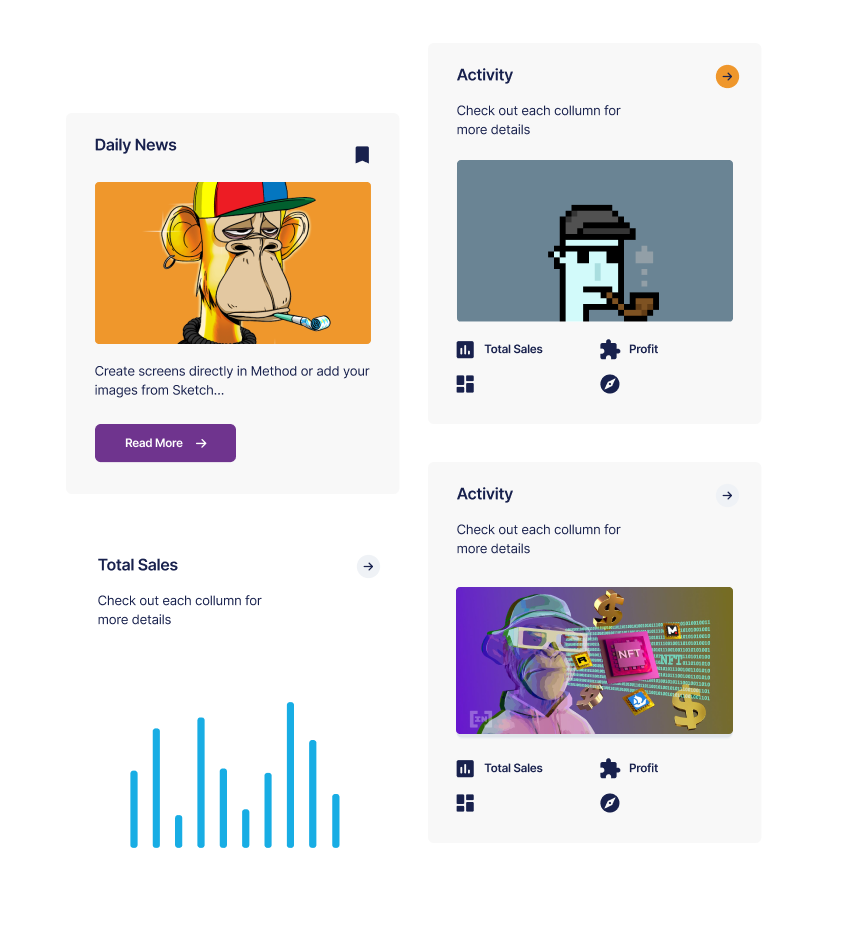 Daily News
Create screens directly in Method or add your
images from Sketch...
Read More
Total Sales
Check out each collumn for
more details
Activity
Check out each collumn for
more details
Total Sales
Profit
Activity
Check out each collumn for
more details
NFT
NFT
Total Sales
Profit